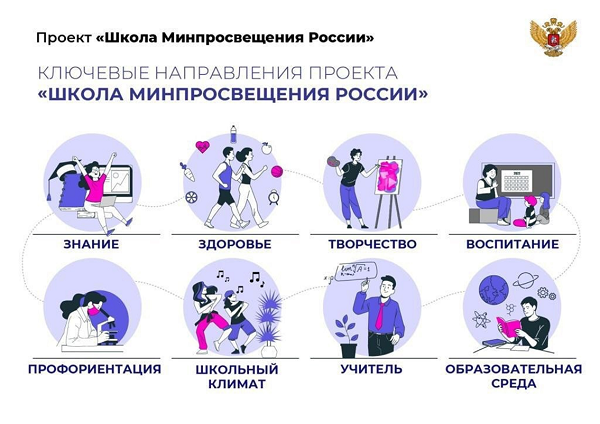 Проект «Школа Минпросвещения России»
КЛЮЧЕВЫЕ НАПРАВЛЕНИЯ ПРОЕКТА
«ШКОЛА МИНПРОСВЕЩЕНИЯ РОССИИ»
ЗНАНИЕ
ЗДОРОВЬЕ
ТВОРЧЕСТВО
ВОСПИТАНИЕ
ПРОФОРИЕНТАЦИЯ
ШКОЛЬНЫЙ
КЛИМАТ
УЧИТЕЛЬ
ОБРАЗОВАТЕЛЬНАЯ
СРЕДА